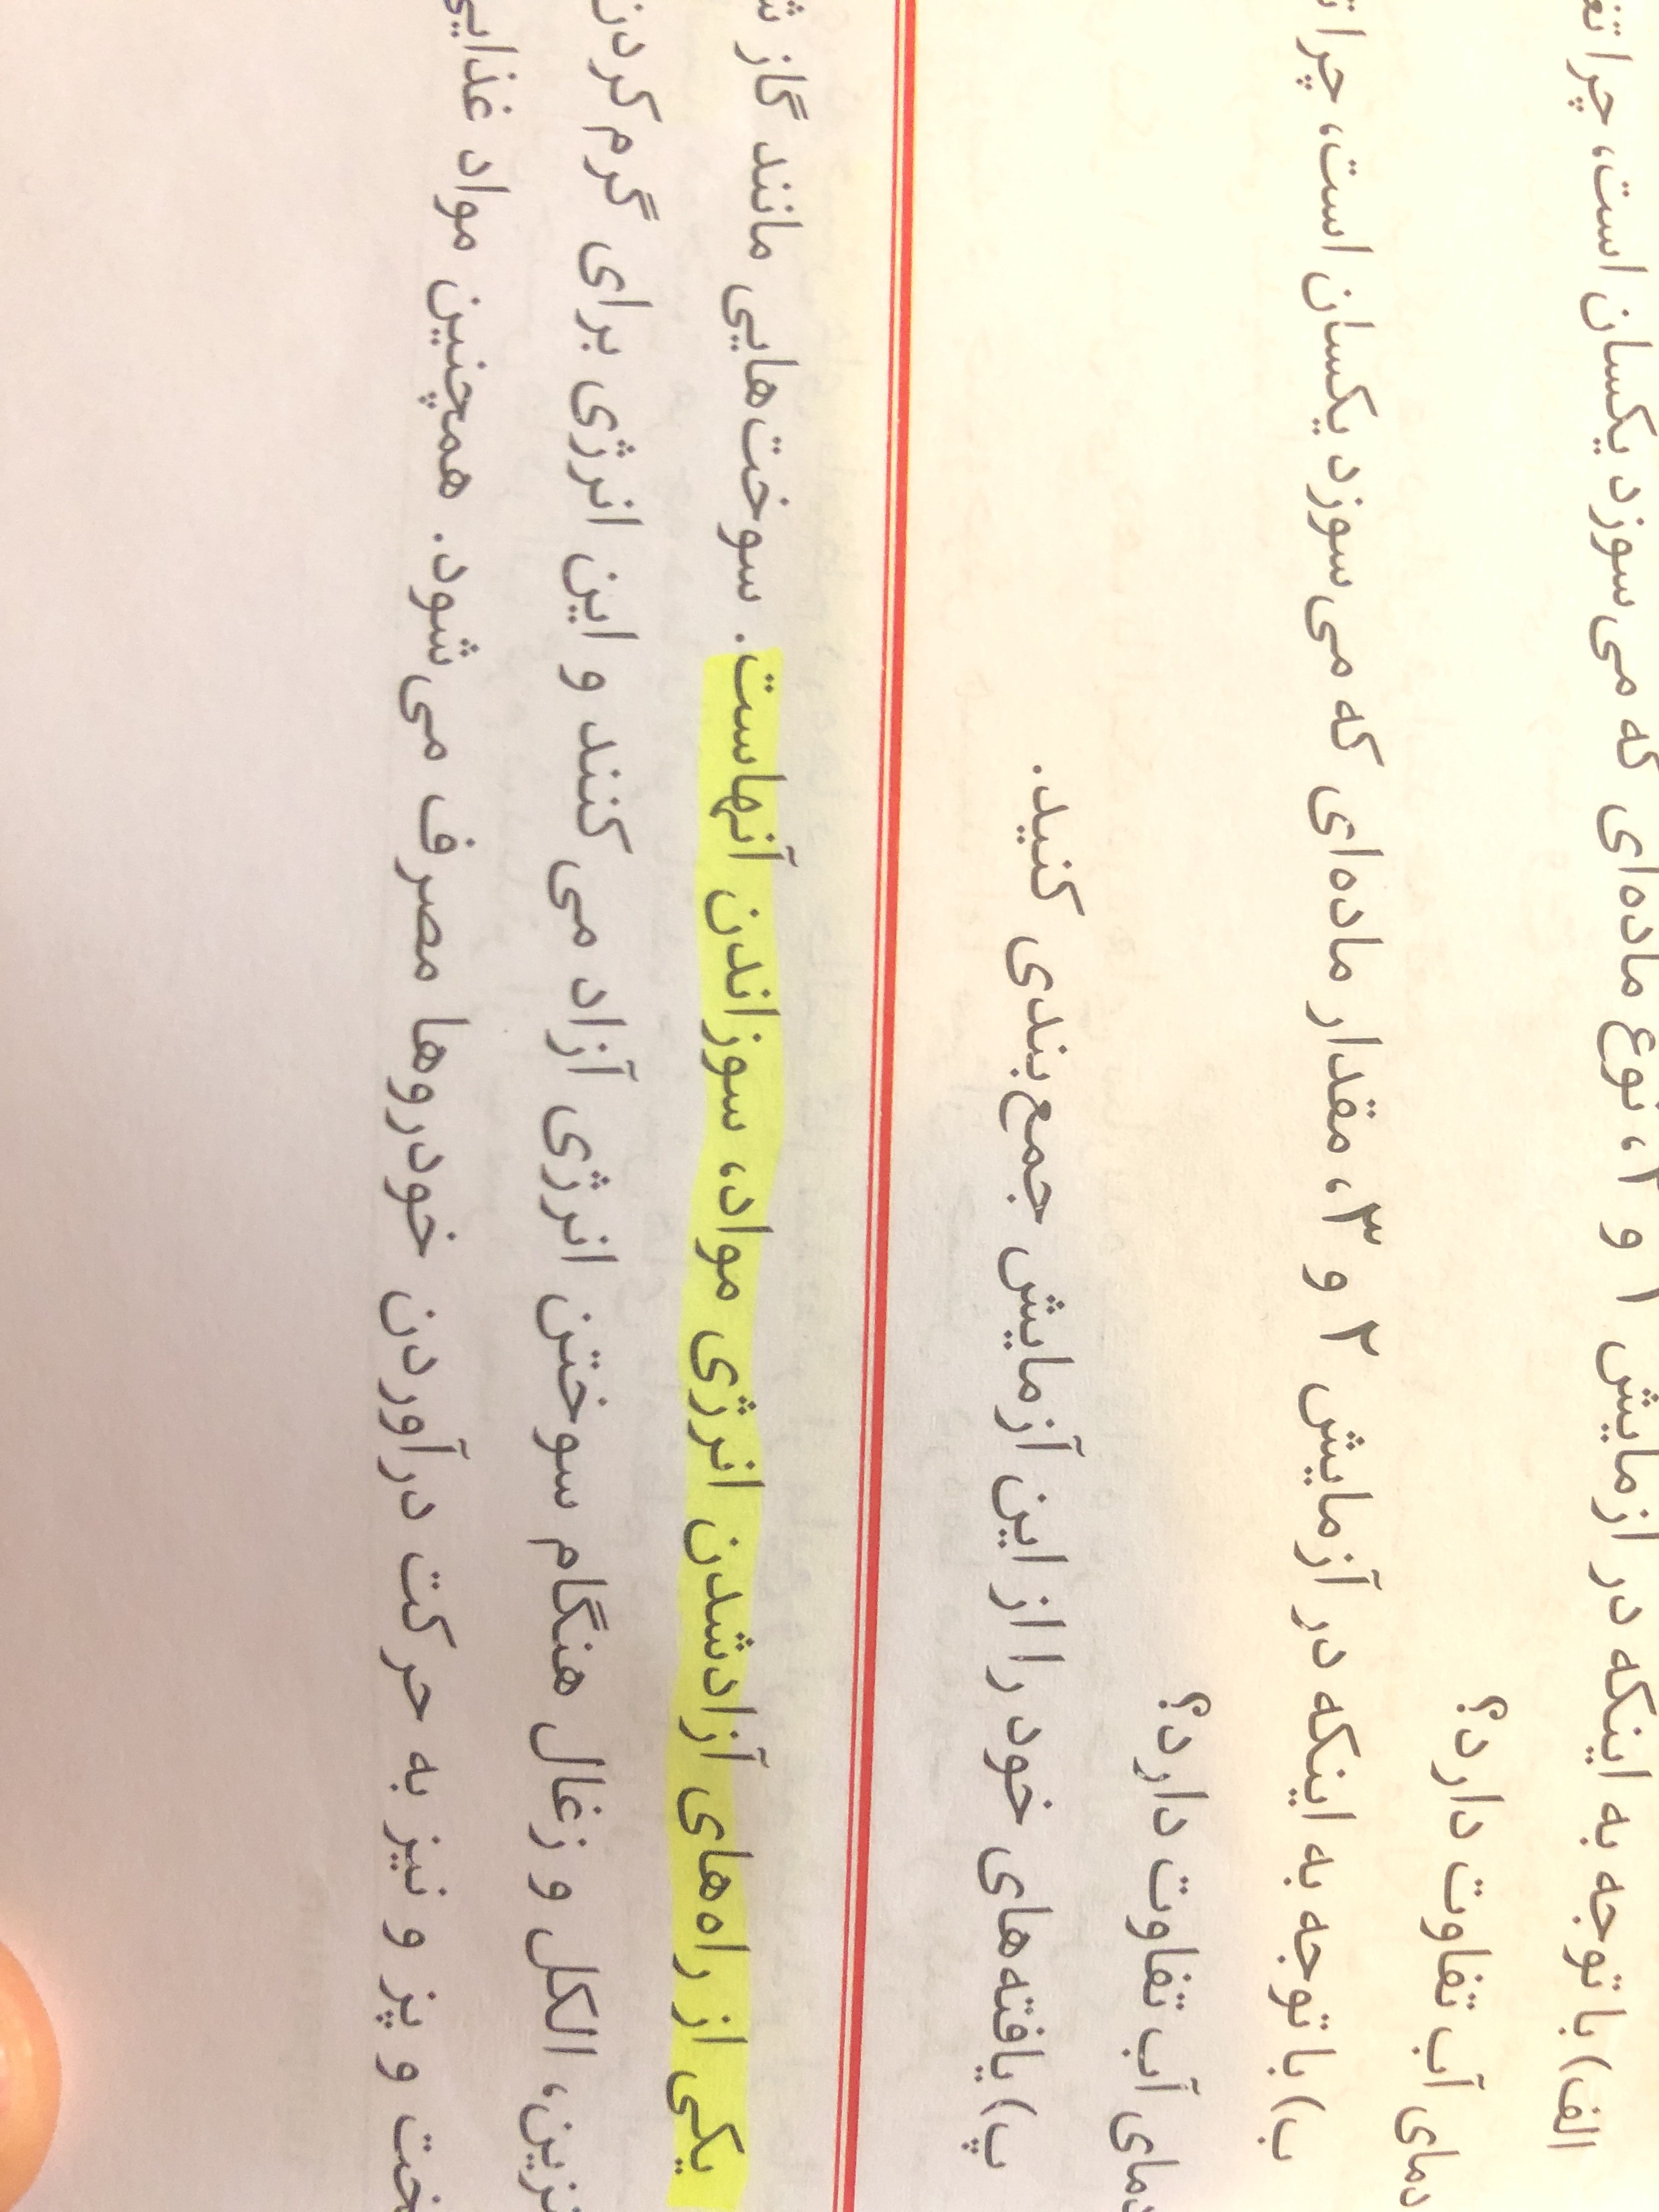 الف) با توجه به اینکه در آزمایش ۱ و ۲، نوع ماده‌ای که می‌سوزد یکسان است، چرا
دمای آب تفاوت دارد؟
ب) با توجه به اینکه در آزمایش ۲ و ۳، مقدار ماده‌ای که می‌سوزد یکسان است، چرا
دمای آب تفاوت دارد؟
پ) یافته‌های خود را از این آزمایش جمع‌بندی کنید.
یکی از راه‌های آزادشدن انرژی مواد، سوزاندن آنهاست. سوخت‌هایی مانند گاز
بنزین، الکل و زغال هنگام سوختن انرژی آزاد می‌کنند و این انرژی برای گرم کردن
پخت و پز و نیز به حرکت درآوردن خودروها مصرف می‌شود. همچنین مواد غذایی